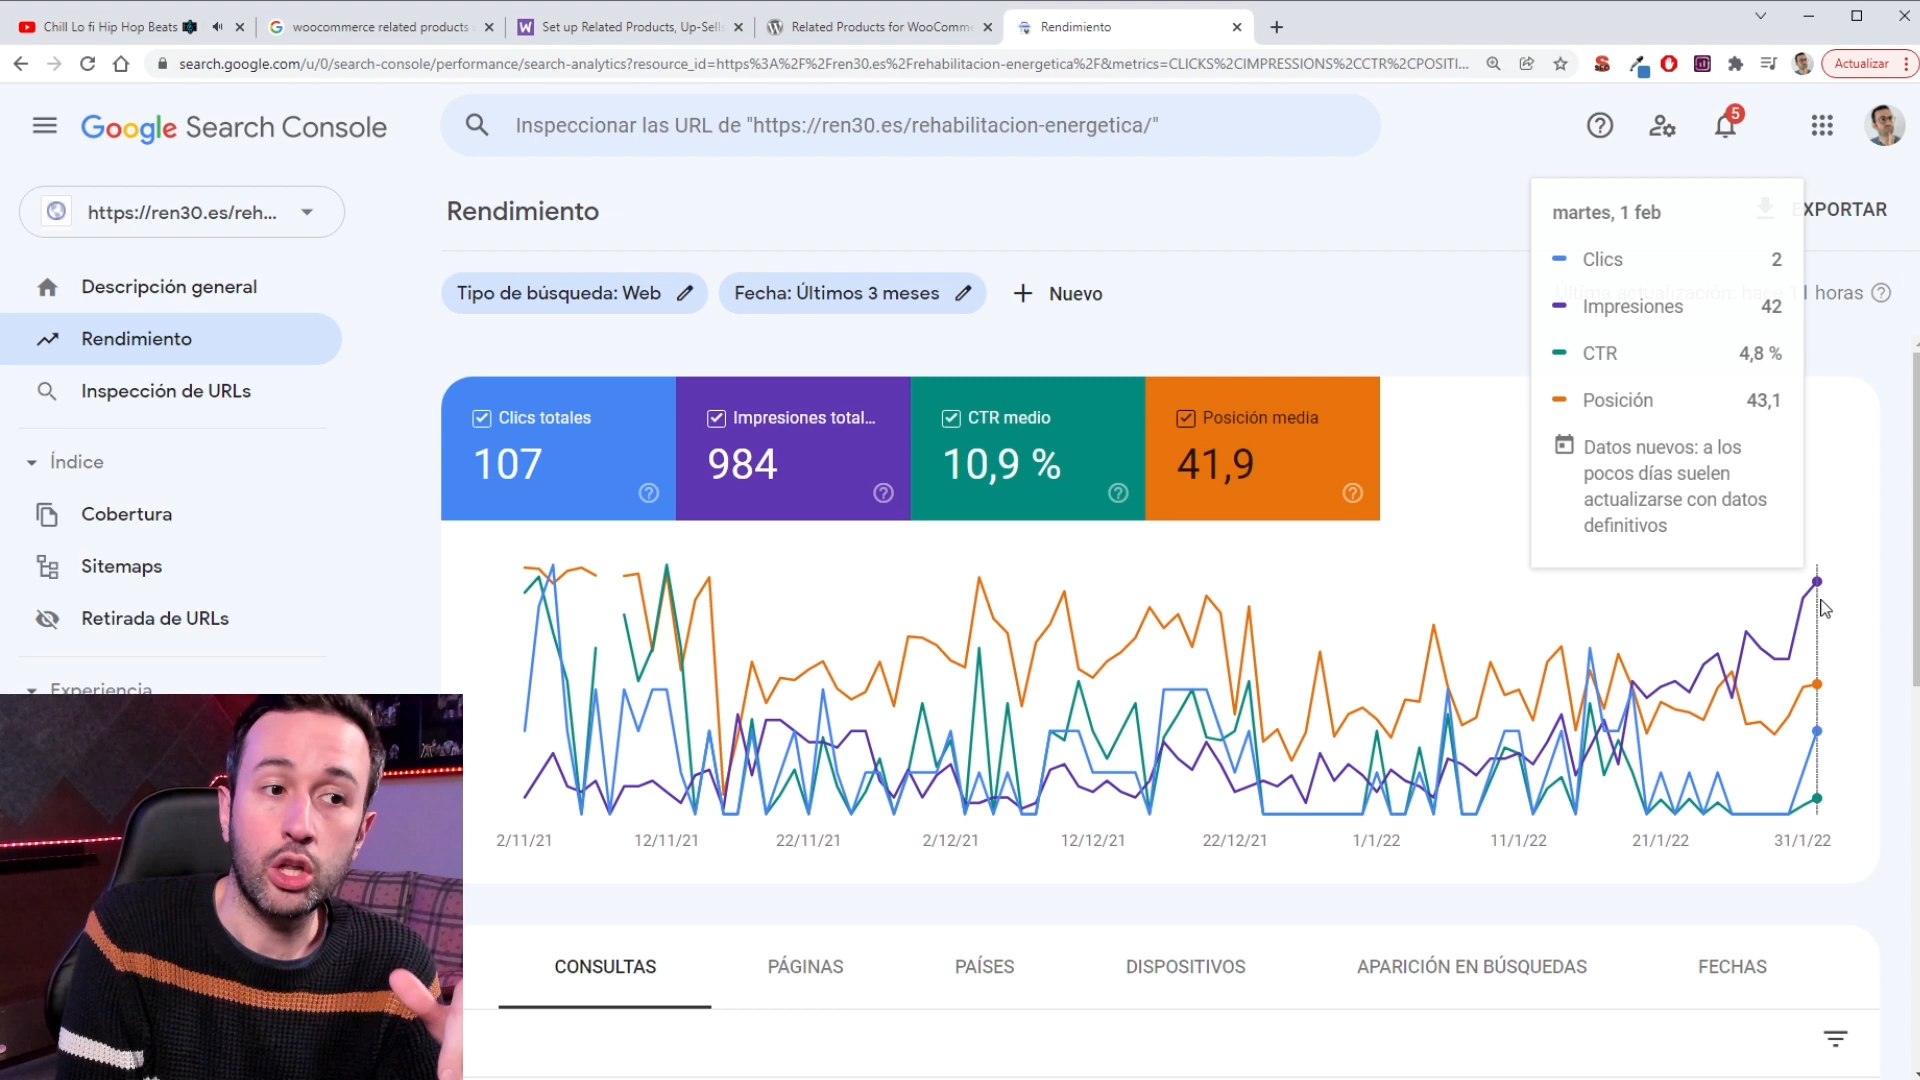 Chill Lo fi Hip Hop Beats
woocommerce related products
Set up Related Products, Up-Sells
Related Products for WooComme
Rendimiento
search.google.com/u/0/search-console/performance/search-analytics?resource_id=https%3A%2F%2Fren30.es%2Frehabilitacion-energetica%2F&metrics=CLICKS%2CIMPRESSIONS%2CCTR%2CPOSITI...
Actualizar
Google Search Console
Inspeccionar las URL de "https://ren30.es/rehabilitacion-energetica/"
5
https://ren30.es/reh...
Descripción general
Rendimiento
Inspección de URLs
Índice
Cobertura
Sitemaps
Retirada de URLs
Experiencia
Rendimiento
EXPORTAR
Tipo de búsqueda: Web
Fecha: Últimos 3 meses
Nuevo
Última actualización: hace 11 horas
martes, 1 feb
Clics 2
Impresiones 42
CTR 4,8 %
Posición 43,1
Datos nuevos: a los
pocos días suelen
actualizarse con datos
definitivos
Clics totales
107
Impresiones total...
984
CTR medio
10,9 %
Posición media
41,9
2/11/21 12/11/21 22/11/21 2/12/21 12/12/21 22/12/21 1/1/22 11/1/22 21/1/22 31/1/22
CONSULTAS PÁGINAS PAÍSES DISPOSITIVOS APARICIÓN EN BÚSQUEDAS FECHAS